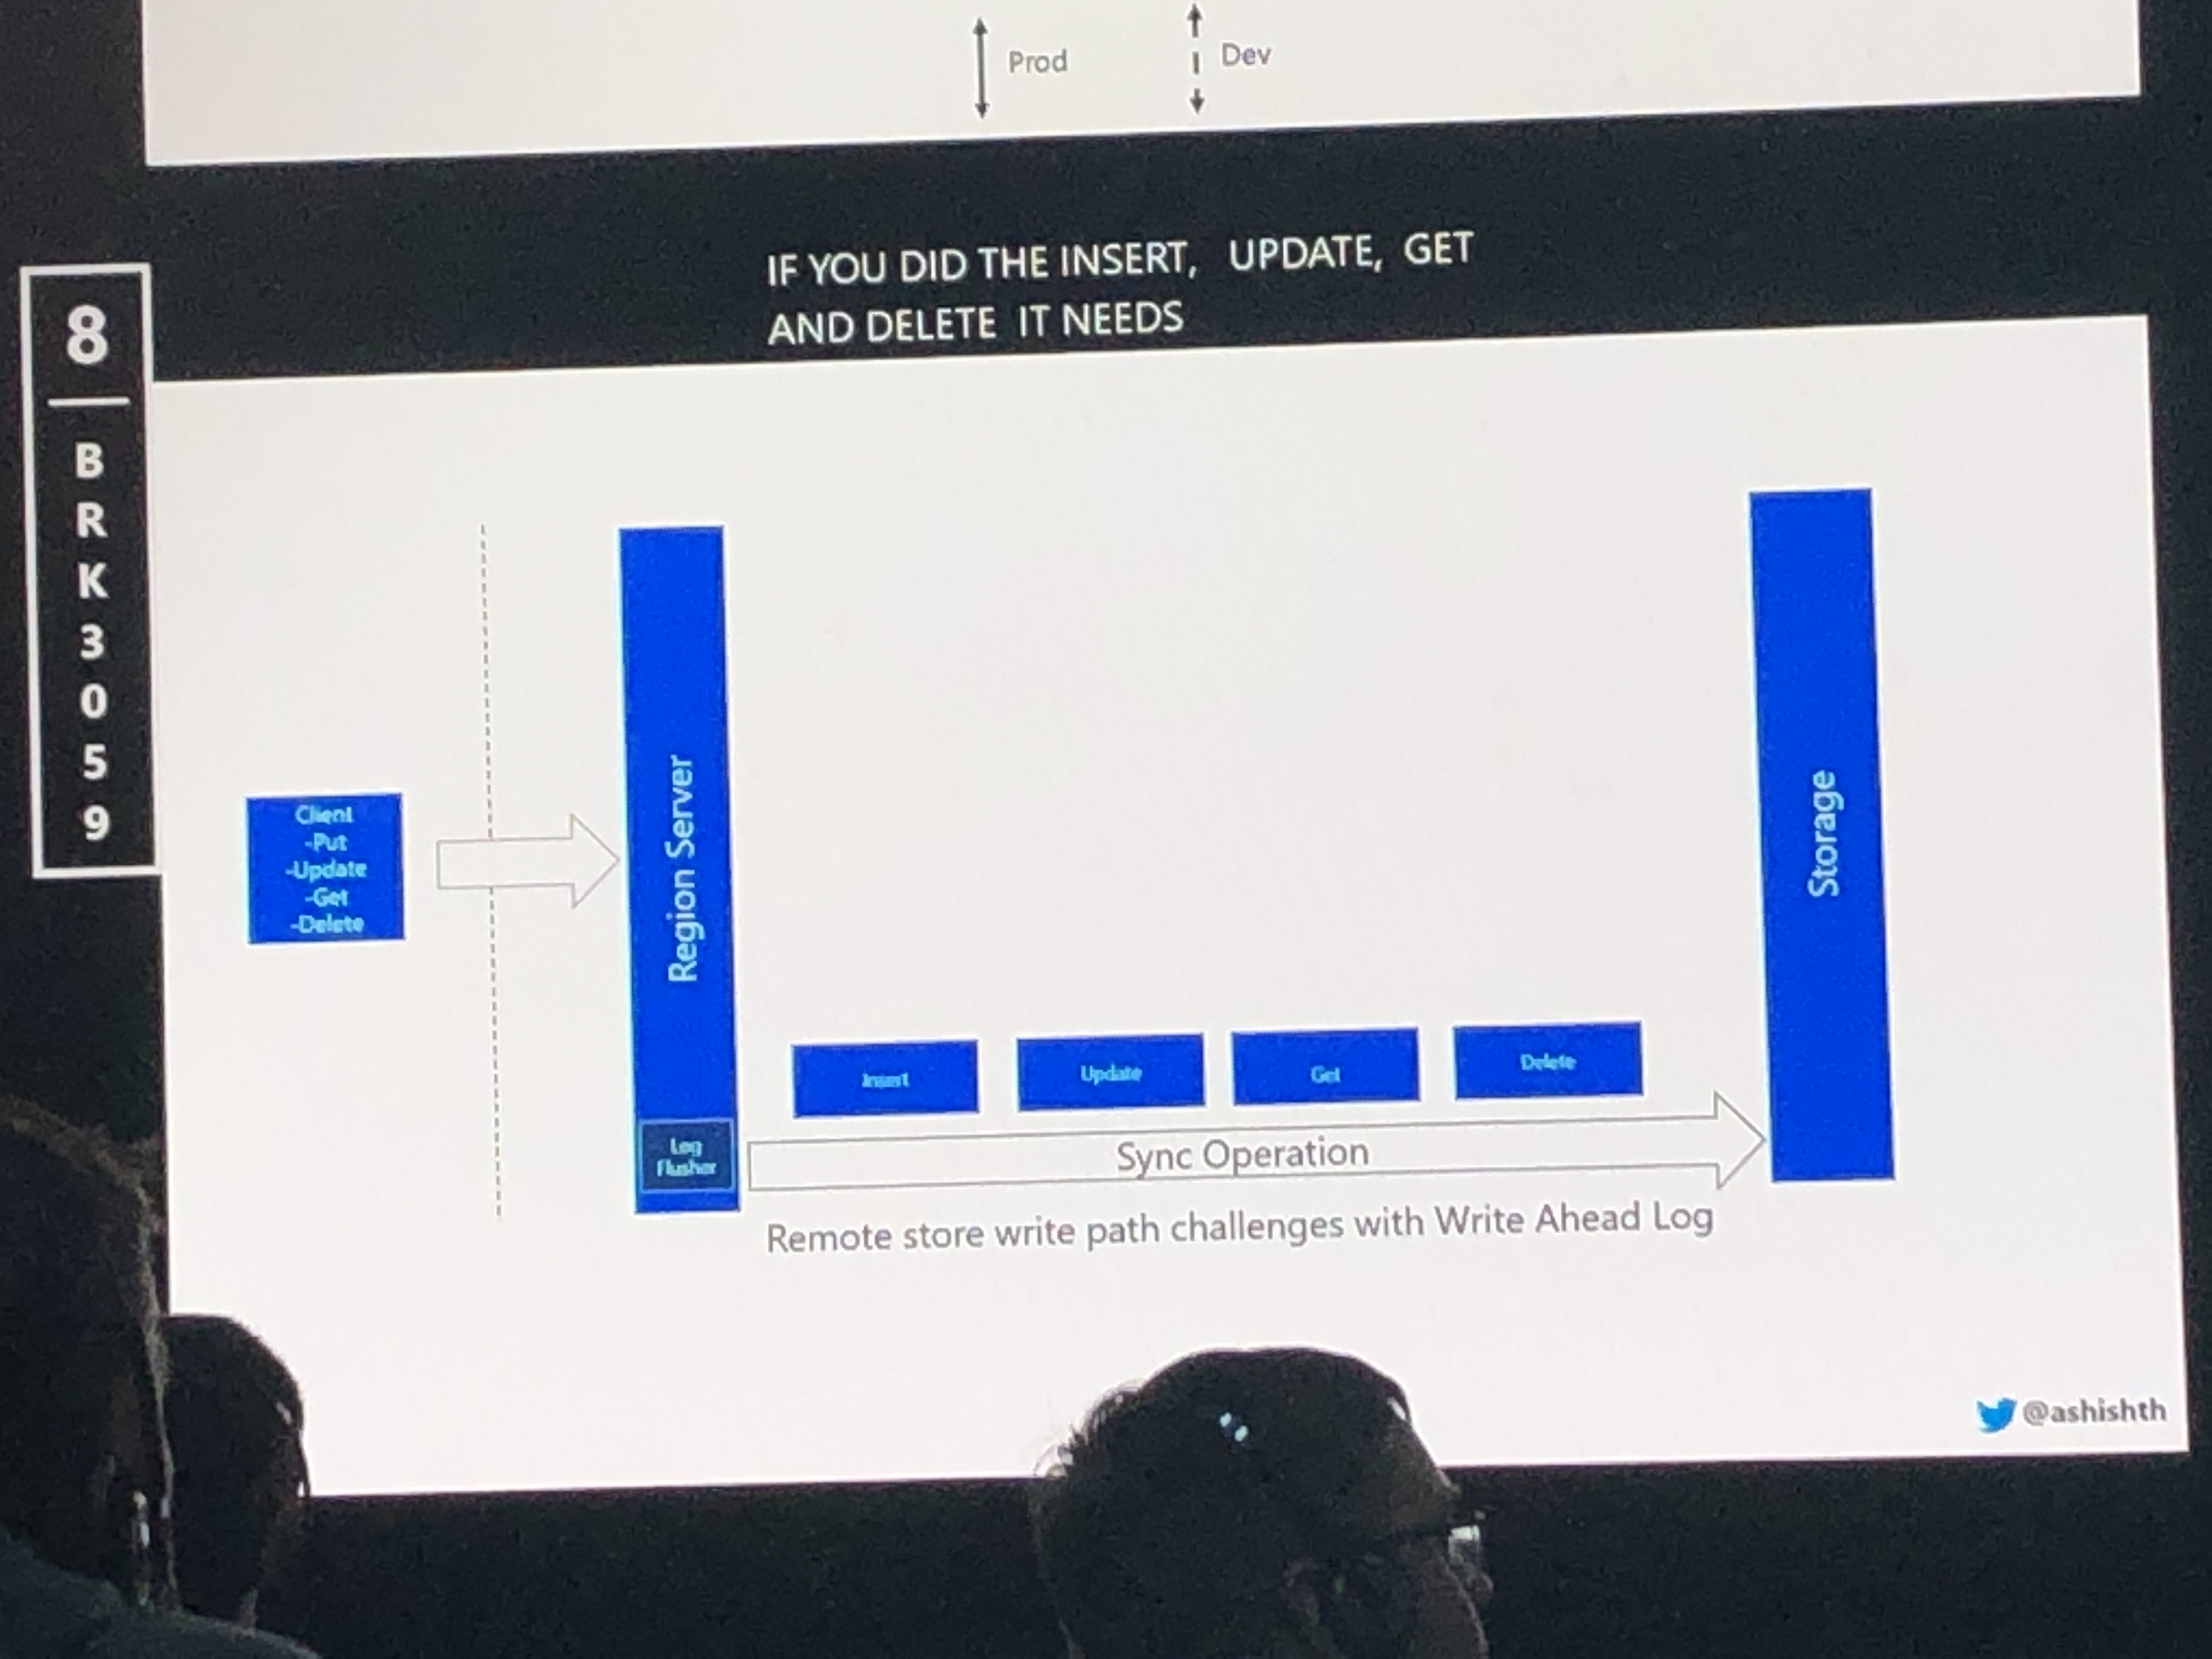 Prod
Dev
IF YOU DID THE INSERT, UPDATE, GET
AND DELETE IT NEEDS
8
BRK3059
Client
-Put
-Update
-Get
-Delete
Region Server
Log
Flusher
Insert
Update
Get
Delete
Sync Operation
Storage
Remote store write path challenges with Write Ahead Log
@ashishth